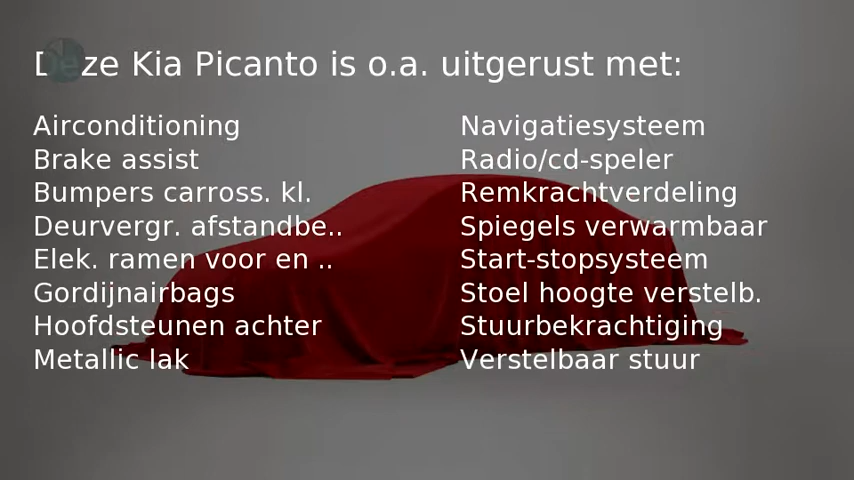 Deze Kia Picanto is o.a. uitgerust met:
Airconditioning
Brake assist
Bumpers carross. kl.
Deurvergr. afstandbe..
Elek. ramen voor en ..
Gordijnairbags
Hoofdsteunen achter
Metallic lak
Navigatiesysteem
Radio/cd-speler
Remkrachtverdeling
Spiegels verwarmbaar
Start-stopsysteem
Stoel hoogte verstelb.
Stuurbekrachtiging
Verstelbaar stuur